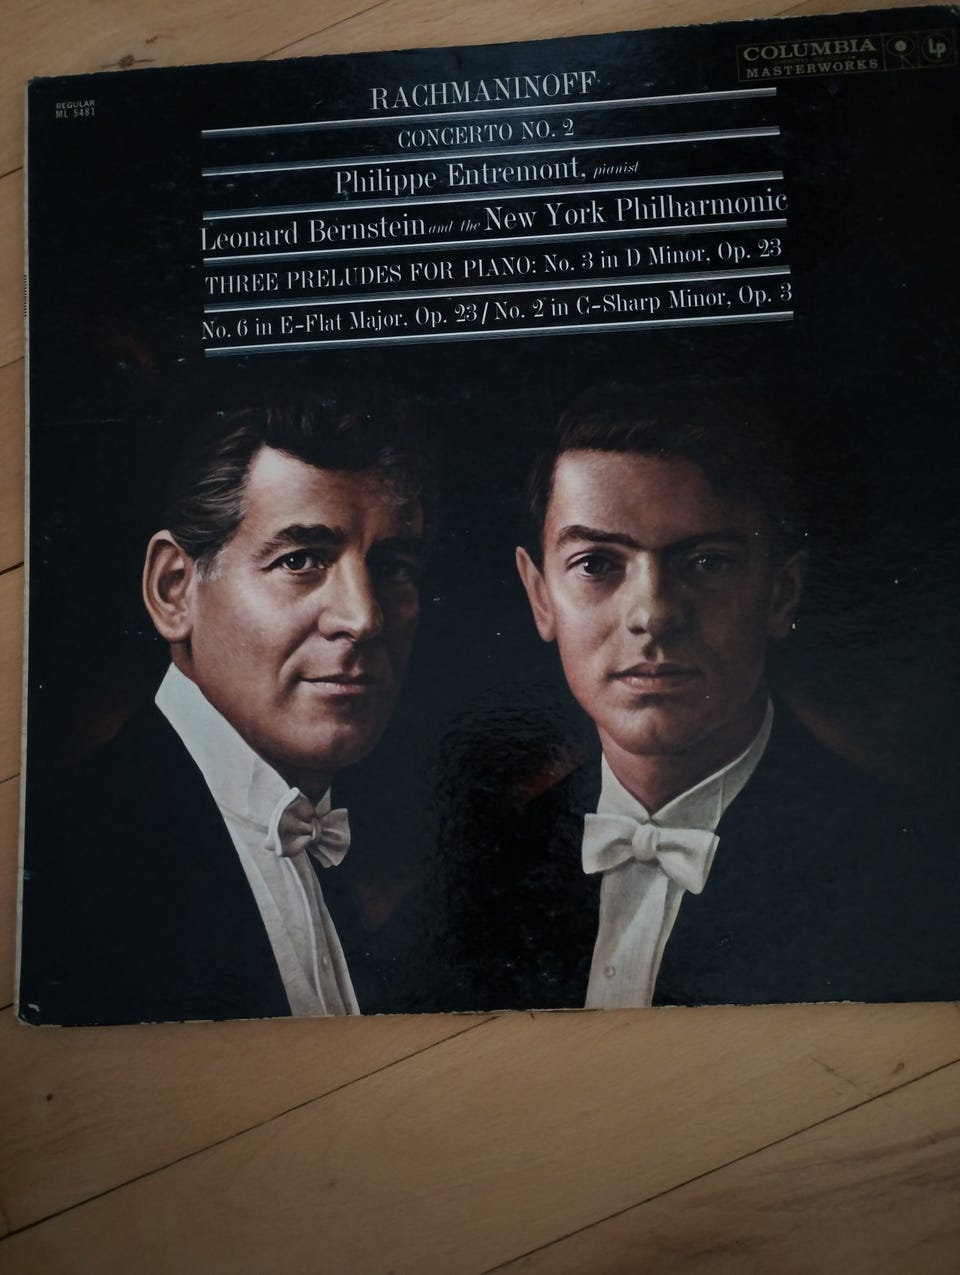 COLUMBIA
MASTERWORKS
Lp
REGULAR
ML 5481
RACHMANINOFF
CONCERTO NO. 2
Philippe Entremont, pianist
Leonard Bernstein and the New York Philharmonic
THREE PRELUDES FOR PIANO: No. 3 in D Minor, Op. 23
No. 6 in E-Flat Major, Op. 23 / No. 2 in C-Sharp Minor, Op. 3